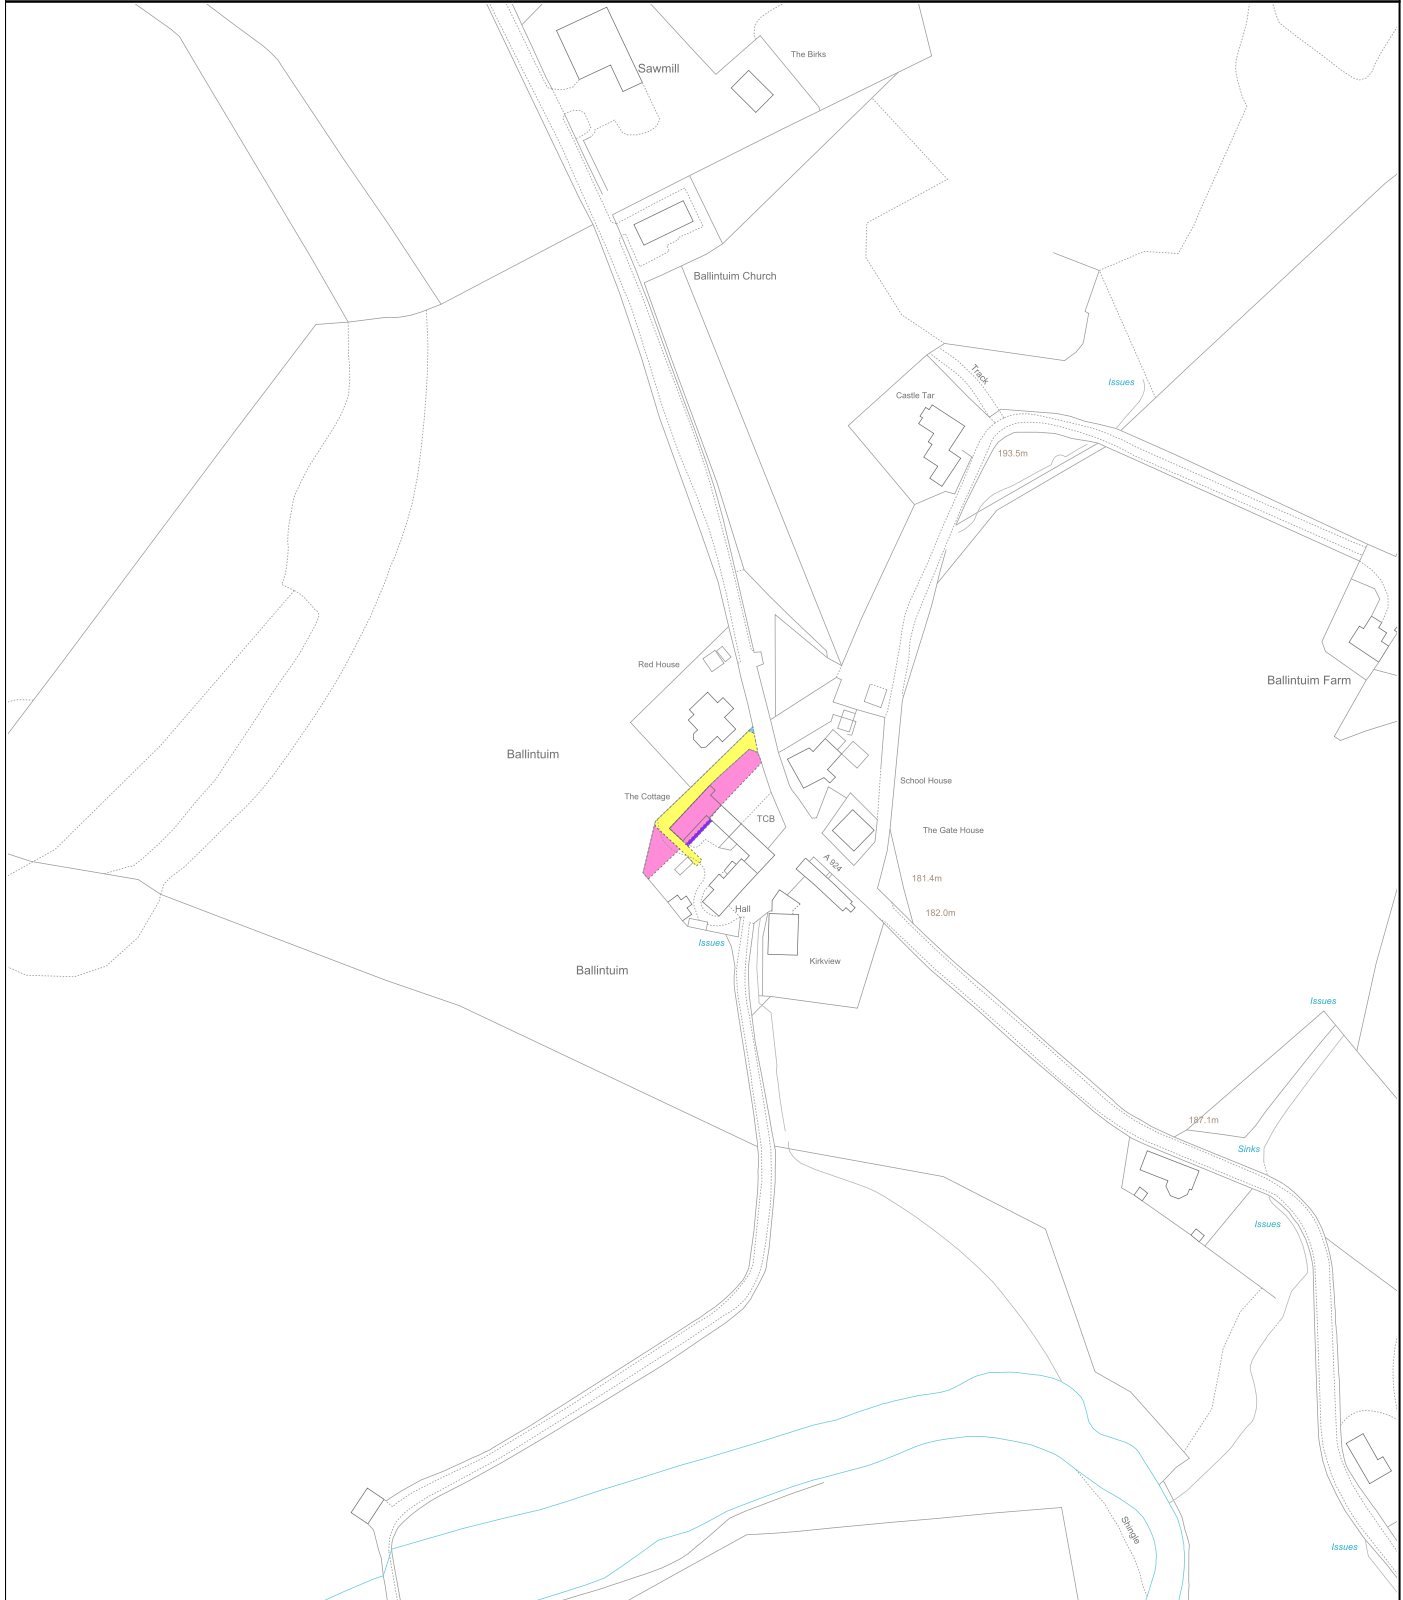 The Birks
Sawmill
Ballintuim Church
Track
Issues
Castle Tar
193.5m
Red House
Ballintuim Farm
Ballintuim
School House
The Cottage
TCB
The Gate House
A 924
181.4m
Hall
182.0m
Issues
Kirkview
Ballintuim
Issues
187.1m
Sinks
Issues
Shingle
Issues